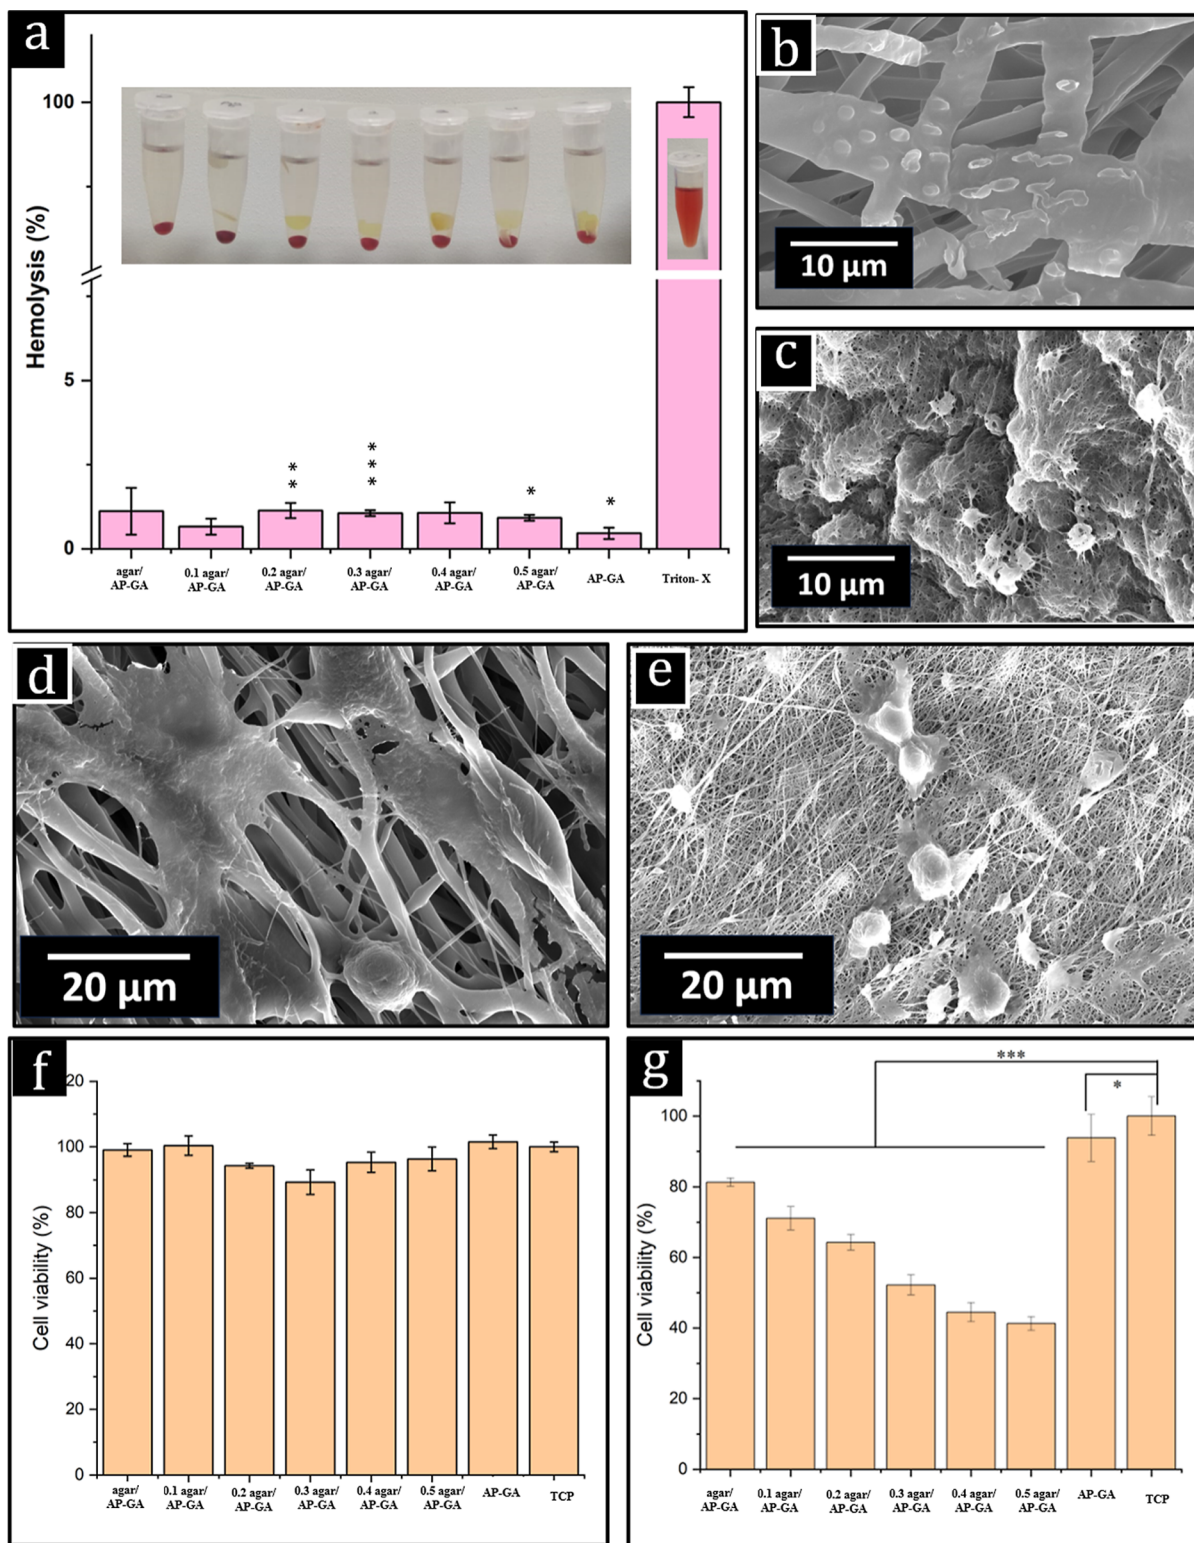 a
Hemolysis (%)
100
5
0
**
***
*
*
agar/
AP-GA
0.1 agar/
AP-GA
0.2 agar/
AP-GA
0.3 agar/
AP-GA
0.4 agar/
AP-GA
0.5 agar/
AP-GA
AP-GA
Triton- X
b
10 µm
c
10 µm
d
20 µm
e
20 µm
f
Cell viability (%)
20
100
80
60
40
20
0
agar/
AP-GA
0.1 agar/
AP-GA
0.2 agar/
AP-GA
0.3 agar/
AP-GA
0.4 agar/
AP-GA
0.5 agar/
AP-GA
AP-GA
TCP
g
***
*
Cell viability (%)
100
80
60
40
20
0
agar/
AP-GA
0.1 agar/
AP-GA
0.2 agar/
AP-GA
0.3 agar/
AP-GA
0.4 agar/
AP-GA
0.5 agar/
AP-GA
AP-GA
TCP